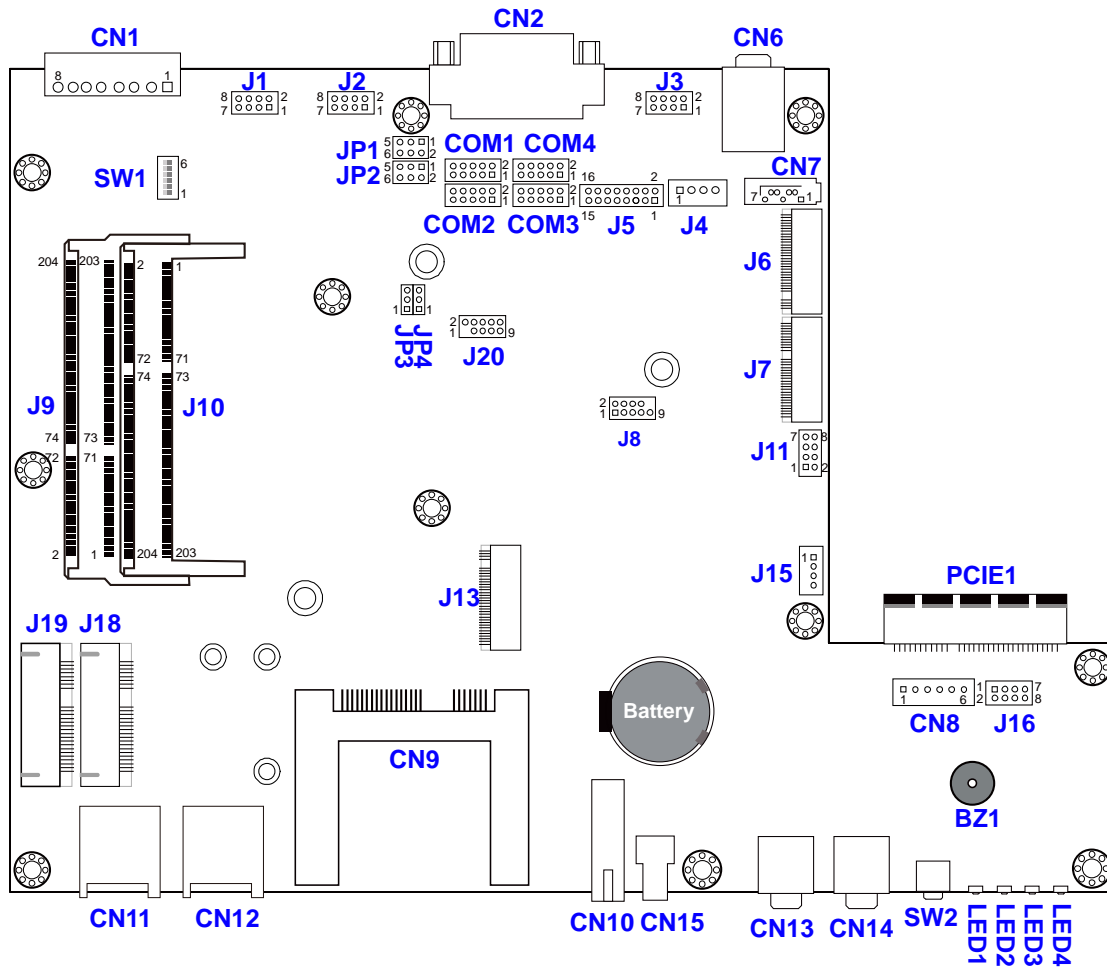 CN2
CN1
CN6
8 1
J1
8 2
7 1
J2
8 2
7 1
J3
8 2
7 1
JP1
5 1
6 2
JP2
5 1
6 2
COM1
2
1
COM4
2
1
CN7
7 1
SW1
6
1
COM2
2
1
COM3
2
1
16 2
15 1
J5
1
J4
J6
204 203 2 1
1 1
JP3
JP4
2
1 9
J20
72 71
74 73
J7
J9
J10
2
1 9
J8
74 73
72 71
7 8
J11
1 2
2 1 204 203
1
J15
J13
PCIE1
J19
J18
1 6
CN8
1 7
2 8
J16
Battery
CN9
BZ1
CN11
CN12
CN10
CN15
CN13
CN14
SW2
LED1
LED2
LED3
LED4